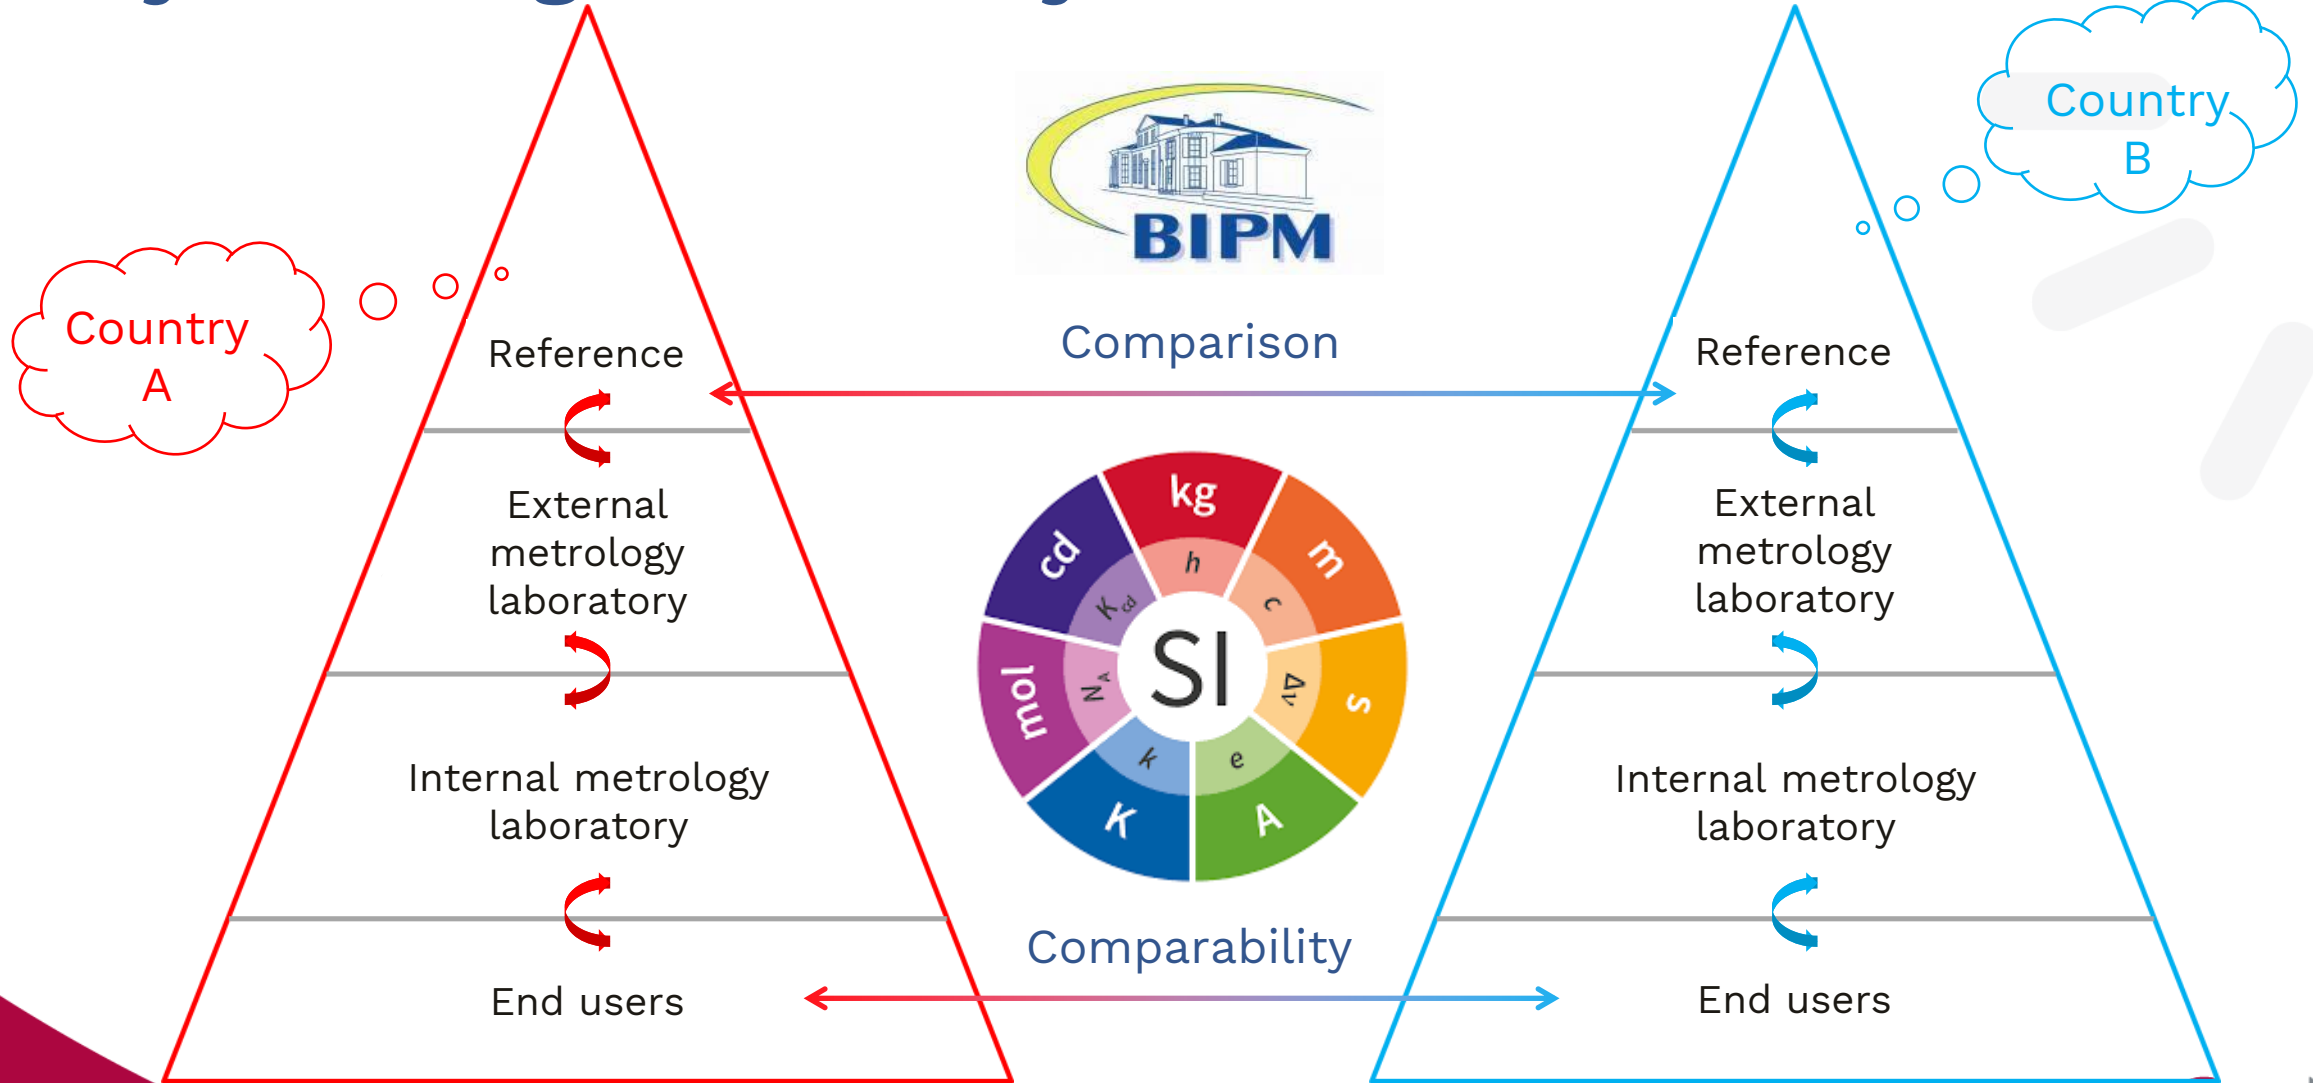 Country
A
Reference
External
metrology
laboratory
Internal metrology
laboratory
End users
BIPM
Comparison
kg
m
s
A
K
mol
cd
h
c
Δν
e
k
N_A
K_cd
SI
Comparability
Country
B
Reference
External
metrology
laboratory
Internal metrology
laboratory
End users